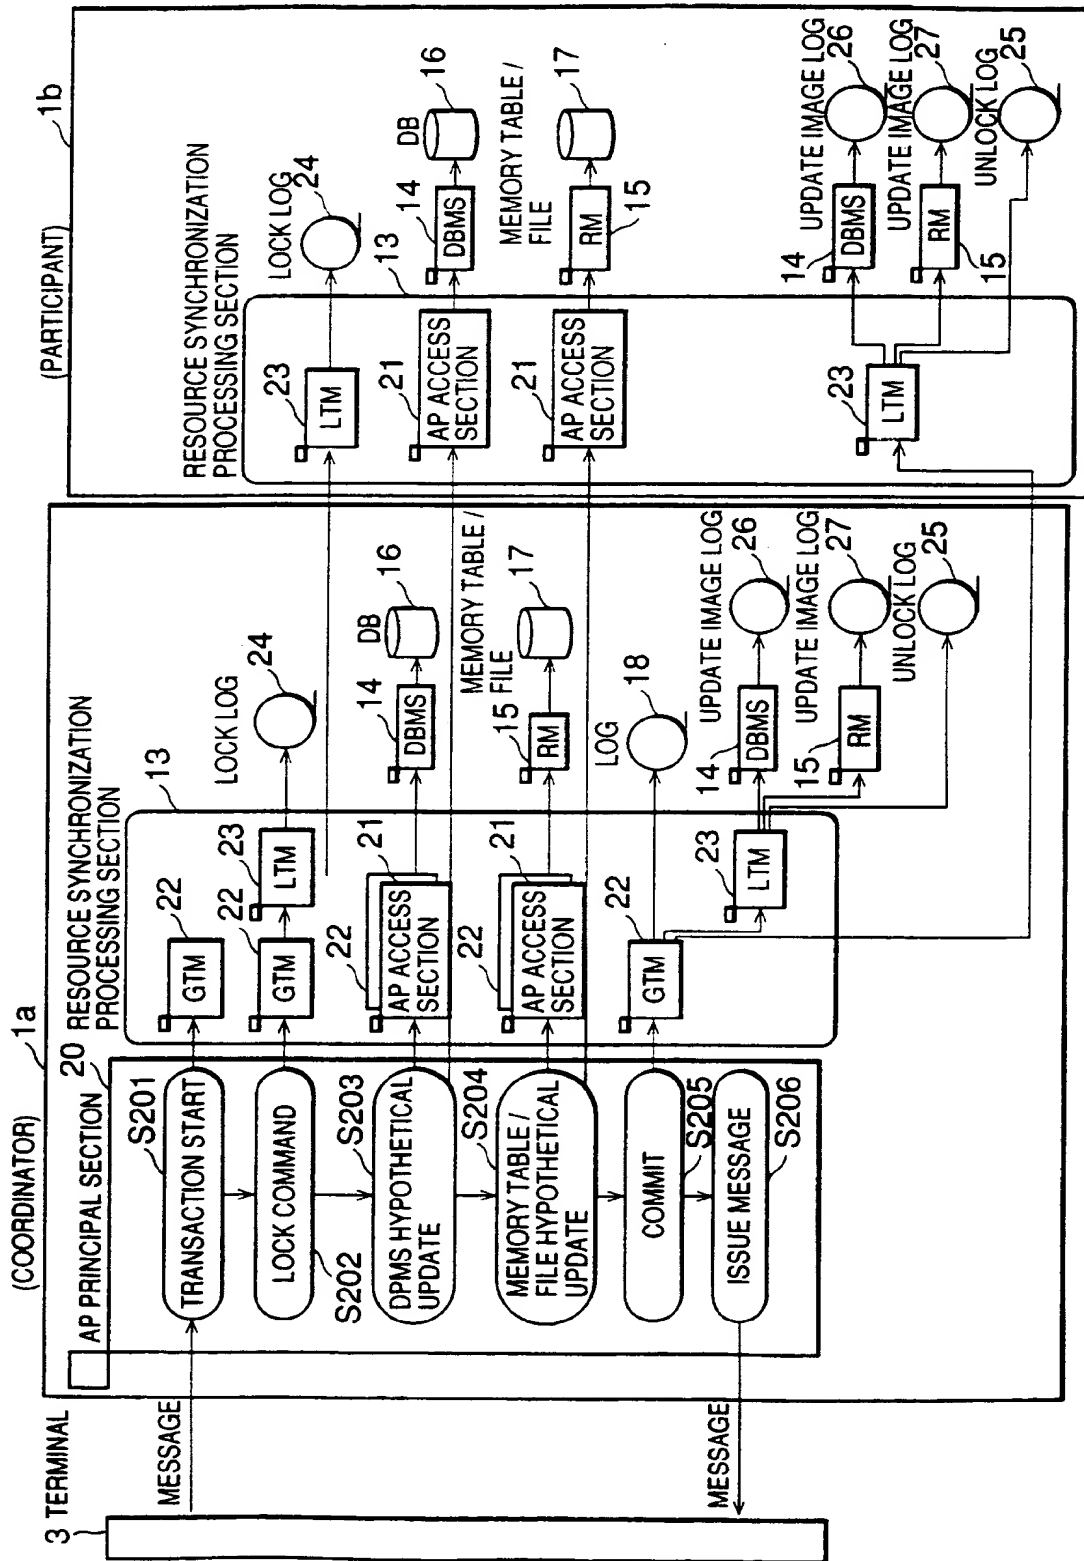 3 TERMINAL
MESSAGE
MESSAGE
(COORDINATOR)
1a
AP PRINCIPAL SECTION
20
S201
TRANSACTION START
LOCK COMMAND
S202
S203
DPMS HYPOTHETICAL
UPDATE
S204
MEMORY TABLE /
FILE HYPOTHETICAL
UPDATE
COMMIT
S205
ISSUE MESSAGE
S206
RESOURCE SYNCHRONIZATION
PROCESSING SECTION
13
GTM
22
GTM
22
LTM
23
LOCK LOG
24
22
AP ACCESS
SECTION
21
DBMS
14
DB
16
22
AP ACCESS
SECTION
21
RM
15
MEMORY TABLE /
FILE
17
GTM
22
LOG
18
LTM
23
DBMS
14
UPDATE IMAGE LOG
26
RM
15
UPDATE IMAGE LOG
27
UNLOCK LOG
25
(PARTICIPANT)
1b
RESOURCE SYNCHRONIZATION
PROCESSING SECTION
13
LTM
23
LOCK LOG
24
AP ACCESS
SECTION
21
DBMS
14
DB
16
AP ACCESS
SECTION
21
RM
15
MEMORY TABLE /
FILE
17
LTM
23
DBMS
14
UPDATE IMAGE LOG
26
RM
15
UPDATE IMAGE LOG
27
UNLOCK LOG
25